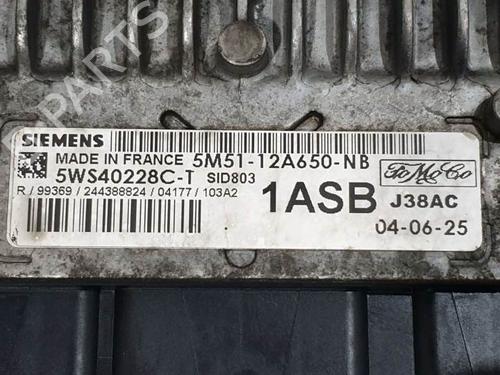 PARTS
SIEMENS
MADE IN FRANCE 5M51-12A650-NB
5WS40228C-T SID803
R / 99369 / 244388824 / 04177 / 103A2
1ASB
FoMoCo
J38AC
04-06-25